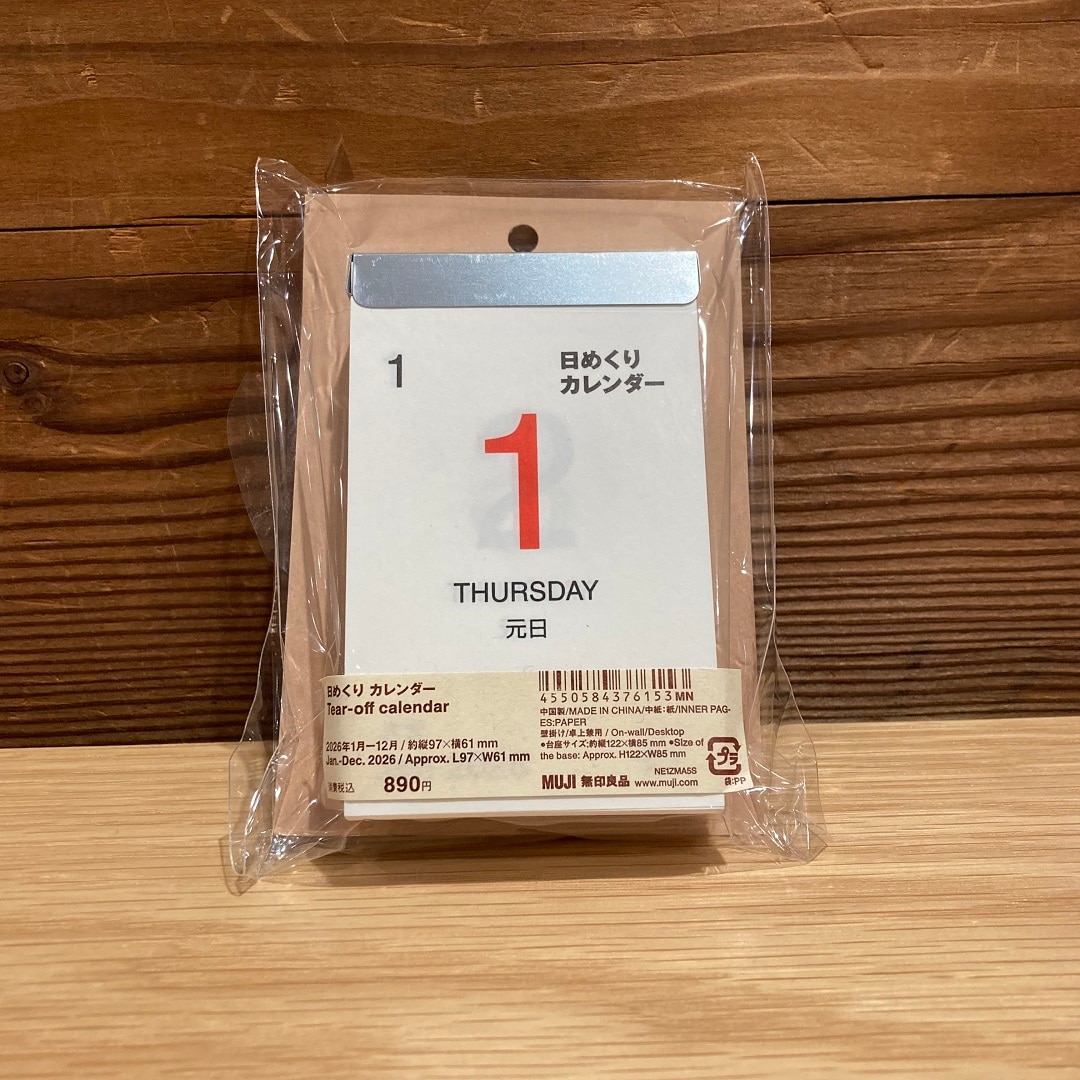 1
日めくり
カレンダー
1
THURSDAY
元日
日めくり カレンダー
Tear-off calendar
2026年1月ー12月 / 約縦97×横61 mm
Jan.-Dec. 2026 / Approx. L97×W61 mm
消費税込 890円
4550584376153 MN
中国製/MADE IN CHINA/中紙:紙/INNER PAG-
ES:PAPER
壁掛け/卓上兼用 / On-wall/Desktop
●台座サイズ:約縦122×横85 mm ●Size of
the base: Approx. H122×W85 mm
NE1ZMA5S
MUJI 無印良品 www.muji.com
プラ
袋:PP